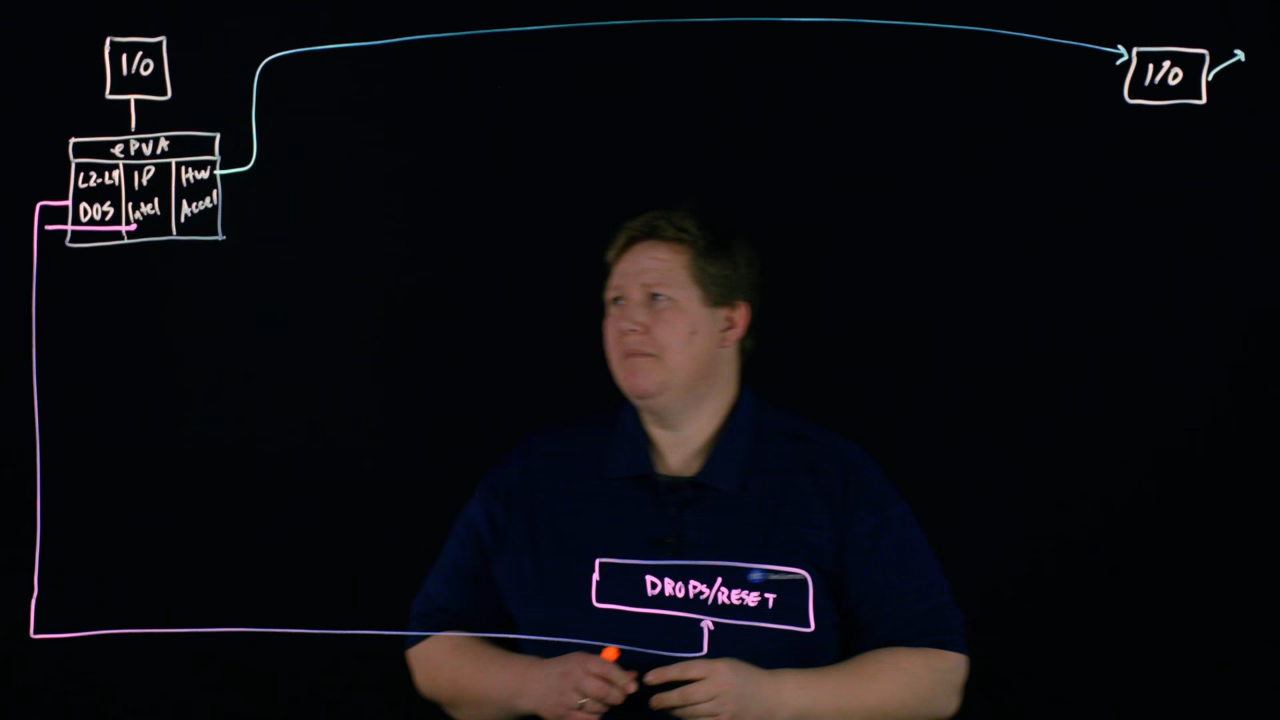 I/O
I/O
ePVA
L2-L4 IP HW
DOS Intel Accel
DROPS/RESET